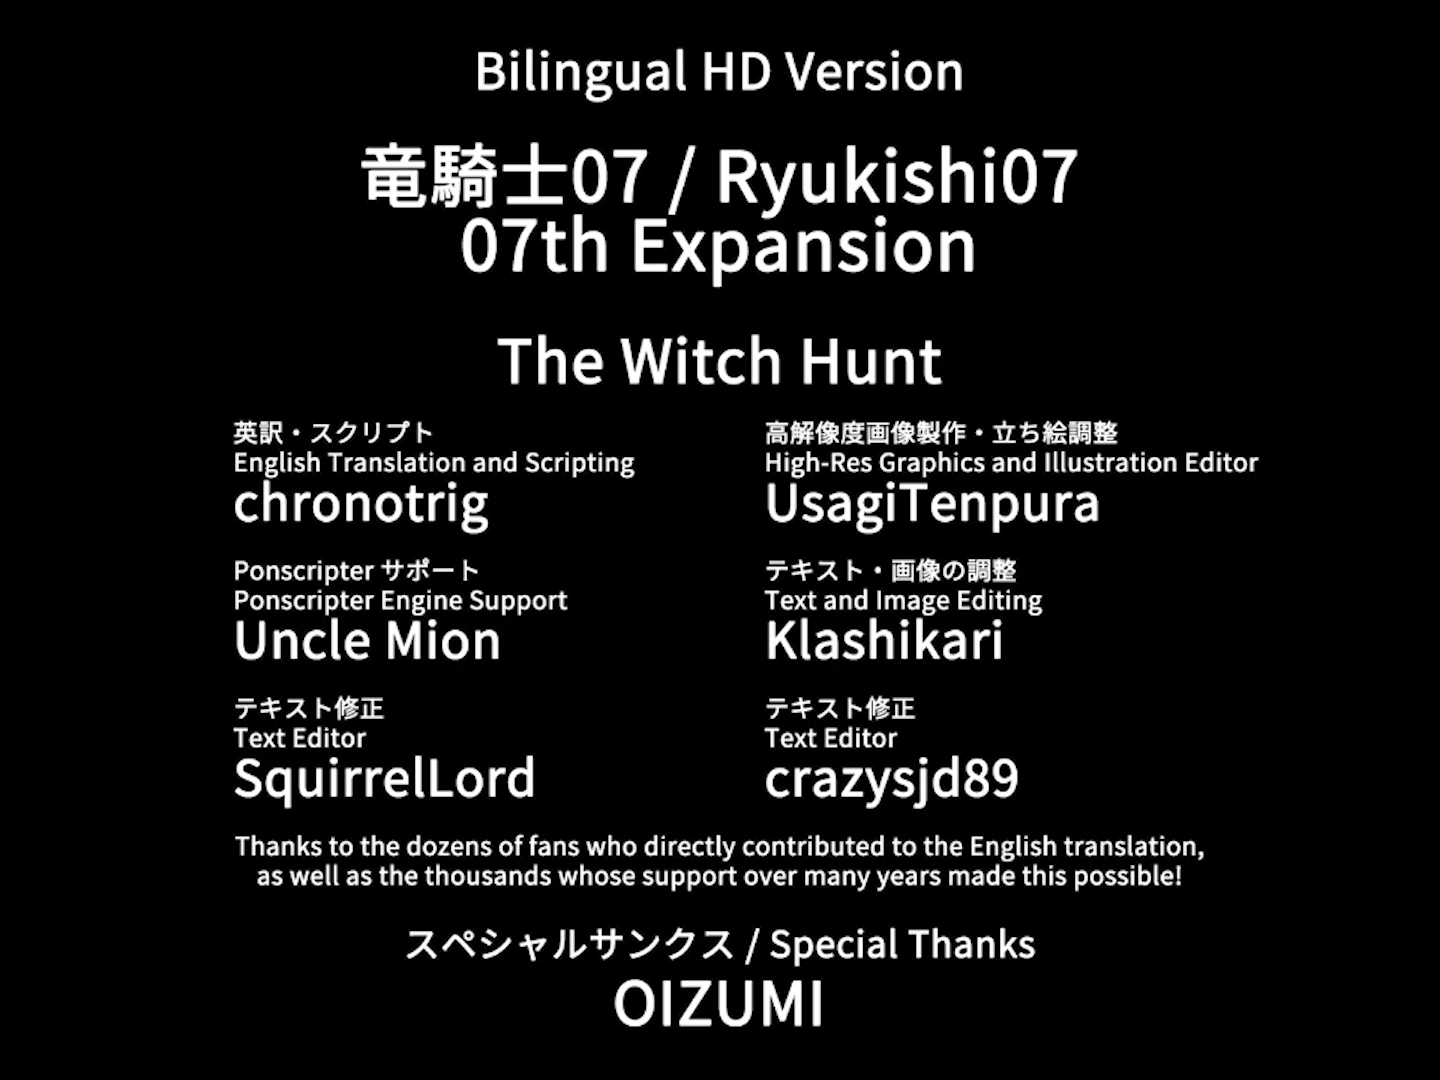 Bilingual HD Version
竜騎士07 / Ryukishi07
07th Expansion
The Witch Hunt
英訳・スクリプト
English Translation and Scripting
chronotrig
高解像度画像製作・立ち絵調整
High-Res Graphics and Illustration Editor
UsagiTenpura
Ponscripter サポート
Ponscripter Engine Support
Uncle Mion
テキスト・画像の調整
Text and Image Editing
Klashikari
テキスト修正
Text Editor
SquirrelLord
テキスト修正
Text Editor
crazysjd89
Thanks to the dozens of fans who directly contributed to the English translation,
as well as the thousands whose support over many years made this possible!
スペシャルサンクス / Special Thanks
OIZUMI